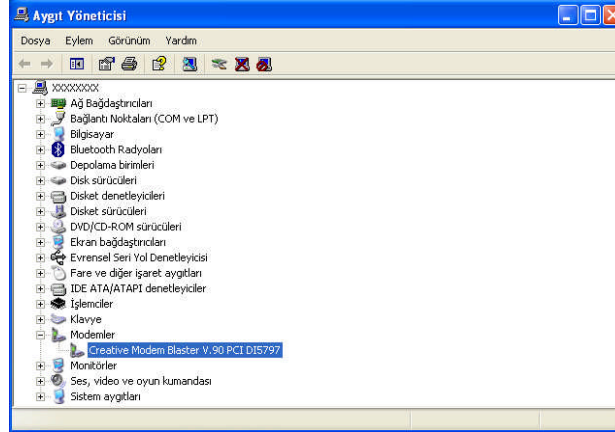 Aygıt Yöneticisi
Dosya Eylem Görünüm Yardım
XXXXXXXX
Ağ Bağdaştırıcıları
Bağlantı Noktaları (COM ve LPT)
Bilgisayar
Bluetooth Radyoları
Depolama birimleri
Disk sürücüleri
Disket denetleyicileri
Disket sürücüleri
DVD/CD-ROM sürücüleri
Ekran bağdaştırıcıları
Evrensel Seri Yol Denetleyicisi
Fare ve diğer işaret aygıtları
IDE ATA/ATAPI denetleyiciler
İşlemciler
Klavye
Modemler
Creative Modem Blaster V.90 PCI DI5797
Monitörler
Ses, video ve oyun kumandası
Sistem aygıtları